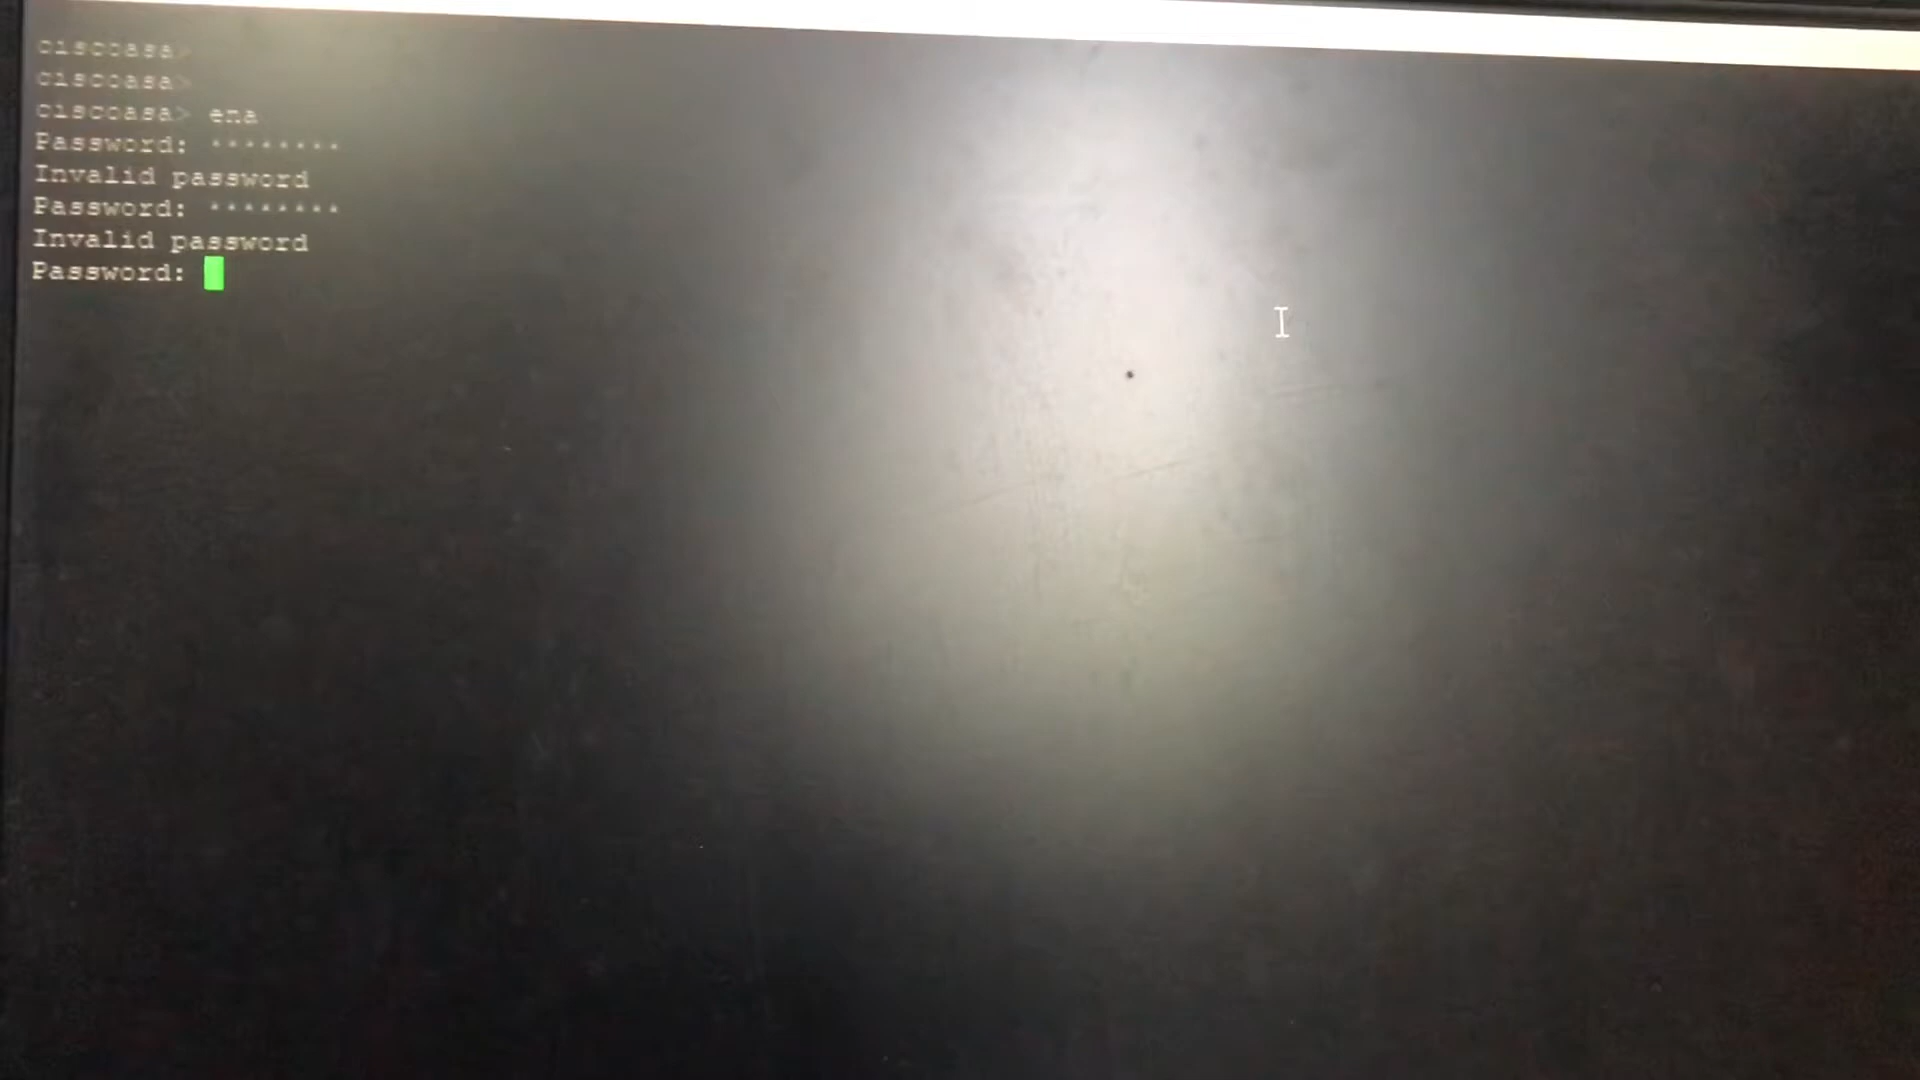 ciscoasa>
ciscoasa>
ciscoasa> ena
Password: ********
Invalid password
Password: ********
Invalid password
Password: